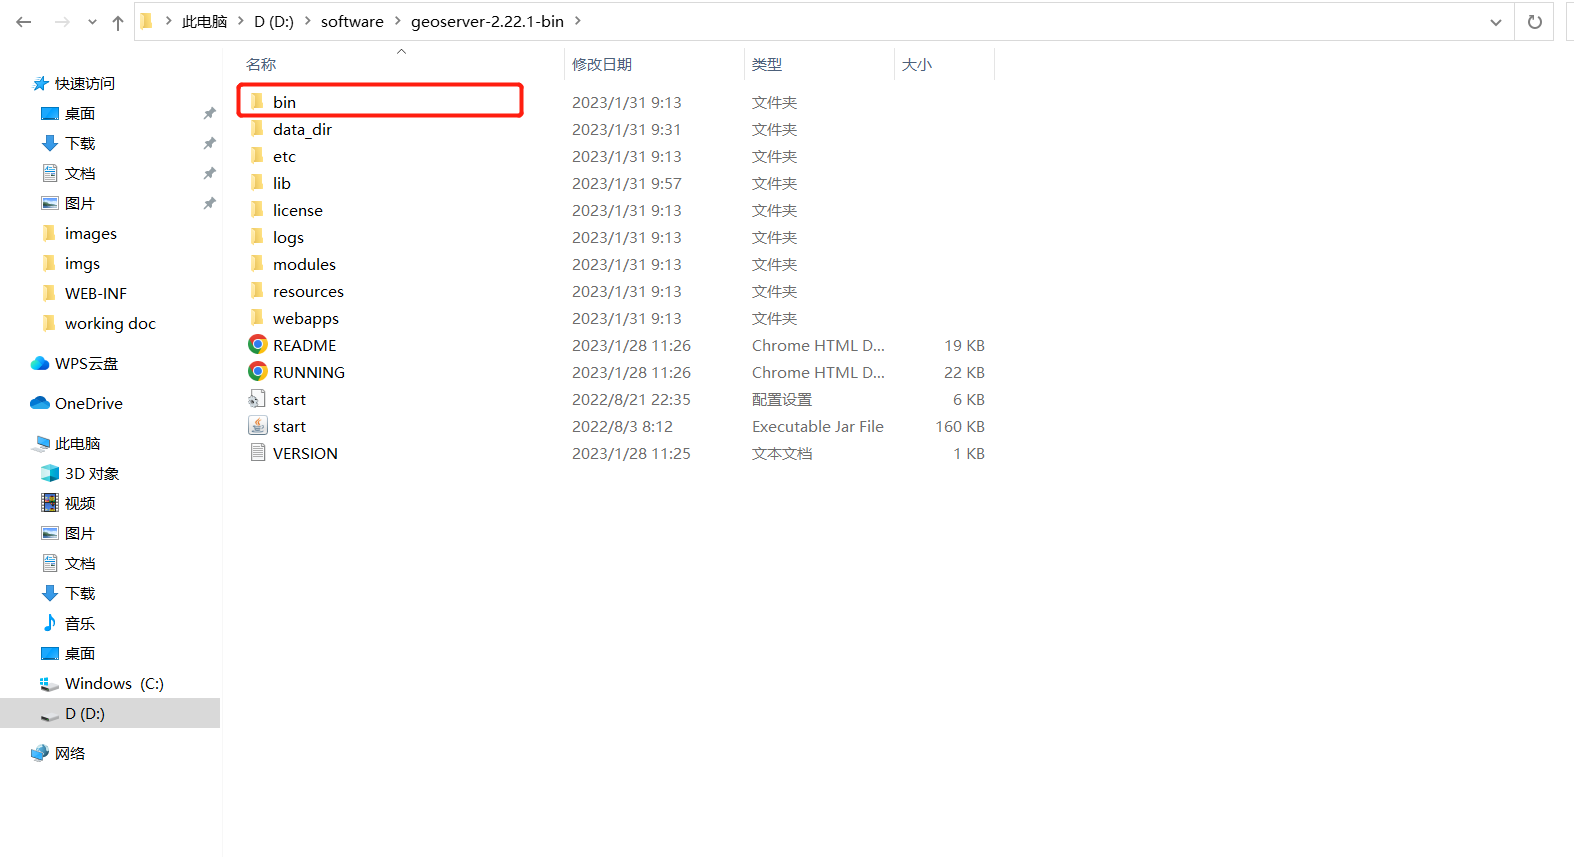 此电脑 D (D:) software geoserver-2.22.1-bin
名称 修改日期 类型 大小
快速访问
桌面
下载
文档
图片
images
imgs
WEB-INF
working doc
WPS云盘
OneDrive
此电脑
3D 对象
视频
图片
文档
下载
音乐
桌面
Windows (C:)
D (D:)
网络
bin 2023/1/31 9:13 文件夹
data_dir 2023/1/31 9:31 文件夹
etc 2023/1/31 9:13 文件夹
lib 2023/1/31 9:57 文件夹
license 2023/1/31 9:13 文件夹
logs 2023/1/31 9:13 文件夹
modules 2023/1/31 9:13 文件夹
resources 2023/1/31 9:13 文件夹
webapps 2023/1/31 9:13 文件夹
README 2023/1/28 11:26 Chrome HTML D... 19 KB
RUNNING 2023/1/28 11:26 Chrome HTML D... 22 KB
start 2022/8/21 22:35 配置设置 6 KB
start 2022/8/3 8:12 Executable Jar File 160 KB
VERSION 2023/1/28 11:25 文本文档 1 KB